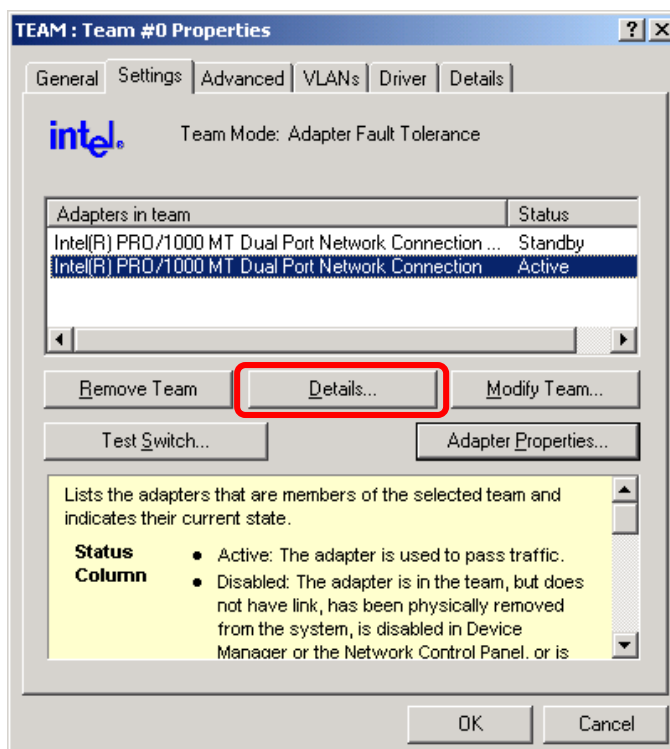 TEAM : Team #0 Properties
General Settings Advanced VLANs Driver Details
intel® Team Mode: Adapter Fault Tolerance
Adapters in team Status
Intel(R) PRO/1000 MT Dual Port Network Connection ... Standby
Intel(R) PRO/1000 MT Dual Port Network Connection Active
Remove Team Details... Modify Team...
Test Switch... Adapter Properties...
Lists the adapters that are members of the selected team and
indicates their current state.
Status • Active: The adapter is used to pass traffic.
Column • Disabled: The adapter is in the team, but does
not have link, has been physically removed
from the system, is disabled in Device
Manager or the Network Control Panel, or is
OK Cancel